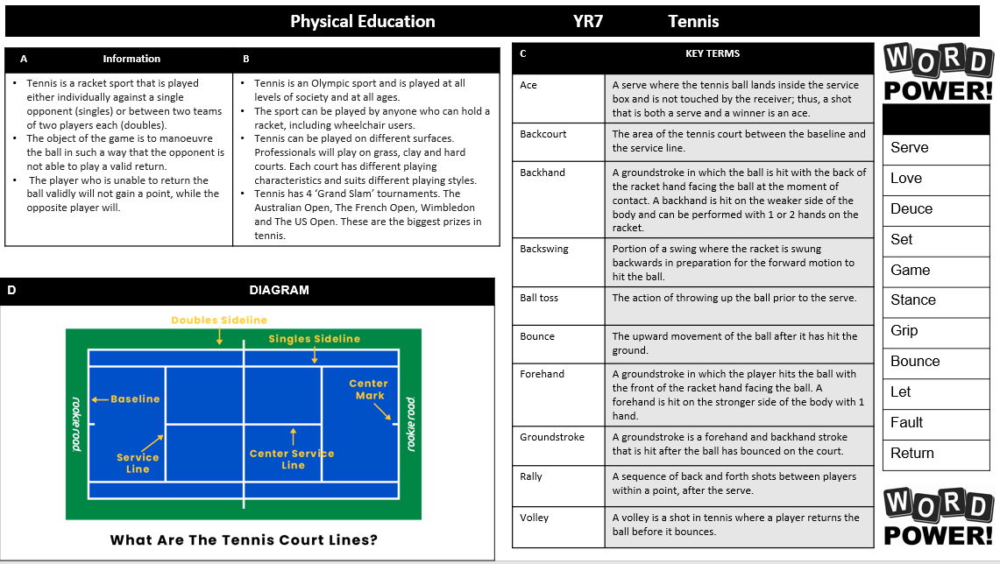 Physical Education YR7 Tennis
A Information B
• Tennis is a racket sport that is played
either individually against a single
opponent (singles) or between two teams
of two players each (doubles).
• The object of the game is to manoeuvre
the ball in such a way that the opponent is
not able to play a valid return.
• The player who is unable to return the
ball validly will not gain a point, while the
opposite player will.
• Tennis is an Olympic sport and is played at all
levels of society and at all ages.
• The sport can be played by anyone who can hold a
racket, including wheelchair users.
• Tennis can be played on different surfaces.
Professionals will play on grass, clay and hard
courts. Each court has different playing
characteristics and suits different playing styles.
• Tennis has 4 ‘Grand Slam’ tournaments. The
Australian Open, The French Open, Wimbledon
and The US Open. These are the biggest prizes in
tennis.
D DIAGRAM
Doubles Sideline
Singles Sideline
Center
Mark
Baseline
rookie road
rookie road
Service
Line
Center Service
Line
What Are The Tennis Court Lines?
C KEY TERMS
Ace
A serve where the tennis ball lands inside the service
box and is not touched by the receiver; thus, a shot
that is both a serve and a winner is an ace.
Backcourt
The area of the tennis court between the baseline and
the service line.
Backhand
A groundstroke in which the ball is hit with the back of
the racket hand facing the ball at the moment of
contact. A backhand is hit on the weaker side of the
body and can be performed with 1 or 2 hands on the
racket.
Backswing
Portion of a swing where the racket is swung
backwards in preparation for the forward motion to
hit the ball.
Ball toss
The action of throwing up the ball prior to the serve.
Bounce
The upward movement of the ball after it has hit the
ground.
Forehand
A groundstroke in which the player hits the ball with
the front of the racket hand facing the ball. A
forehand is hit on the stronger side of the body with 1
hand.
Groundstroke
A groundstroke is a forehand and backhand stroke
that is hit after the ball has bounced on the court.
Rally
A sequence of back and forth shots between players
within a point, after the serve.
Volley
A volley is a shot in tennis where a player returns the
ball before it bounces.
WORD
POWER!
Serve
Love
Deuce
Set
Game
Stance
Grip
Bounce
Let
Fault
Return
WORD
POWER!